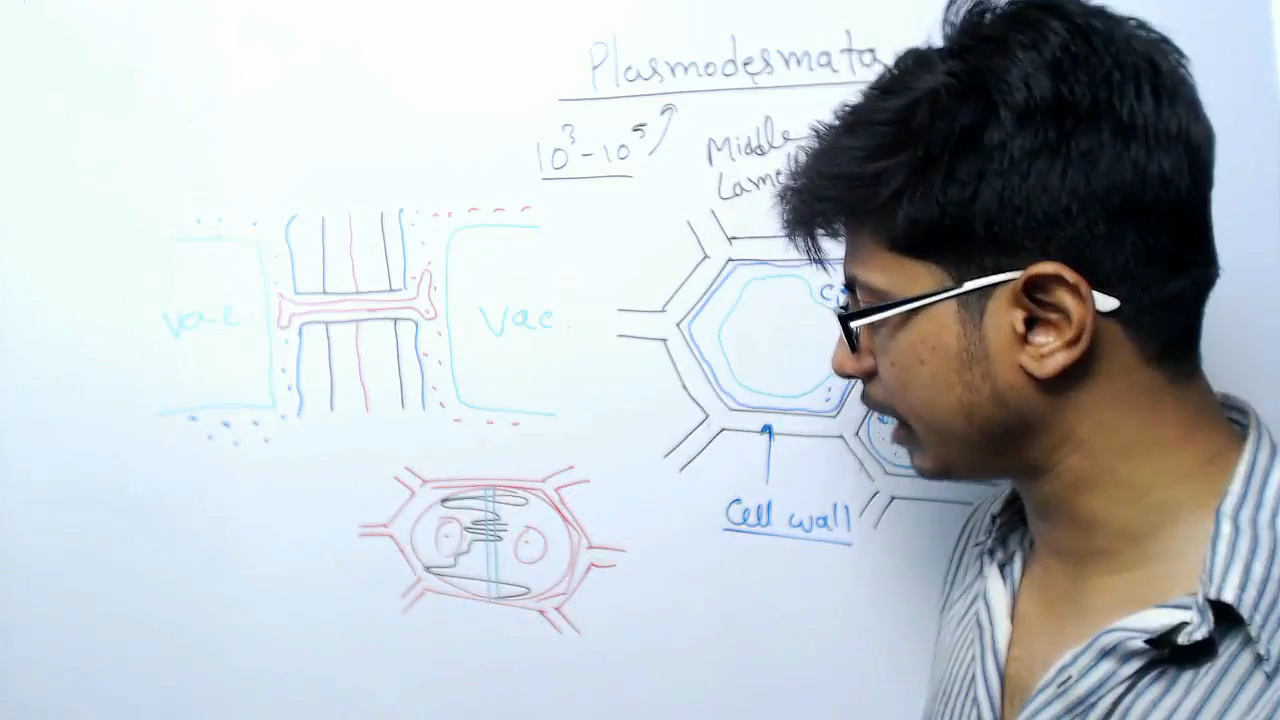 Plasmodesmata
10³-10⁵
Middle
vac
Vac.
Cell wall